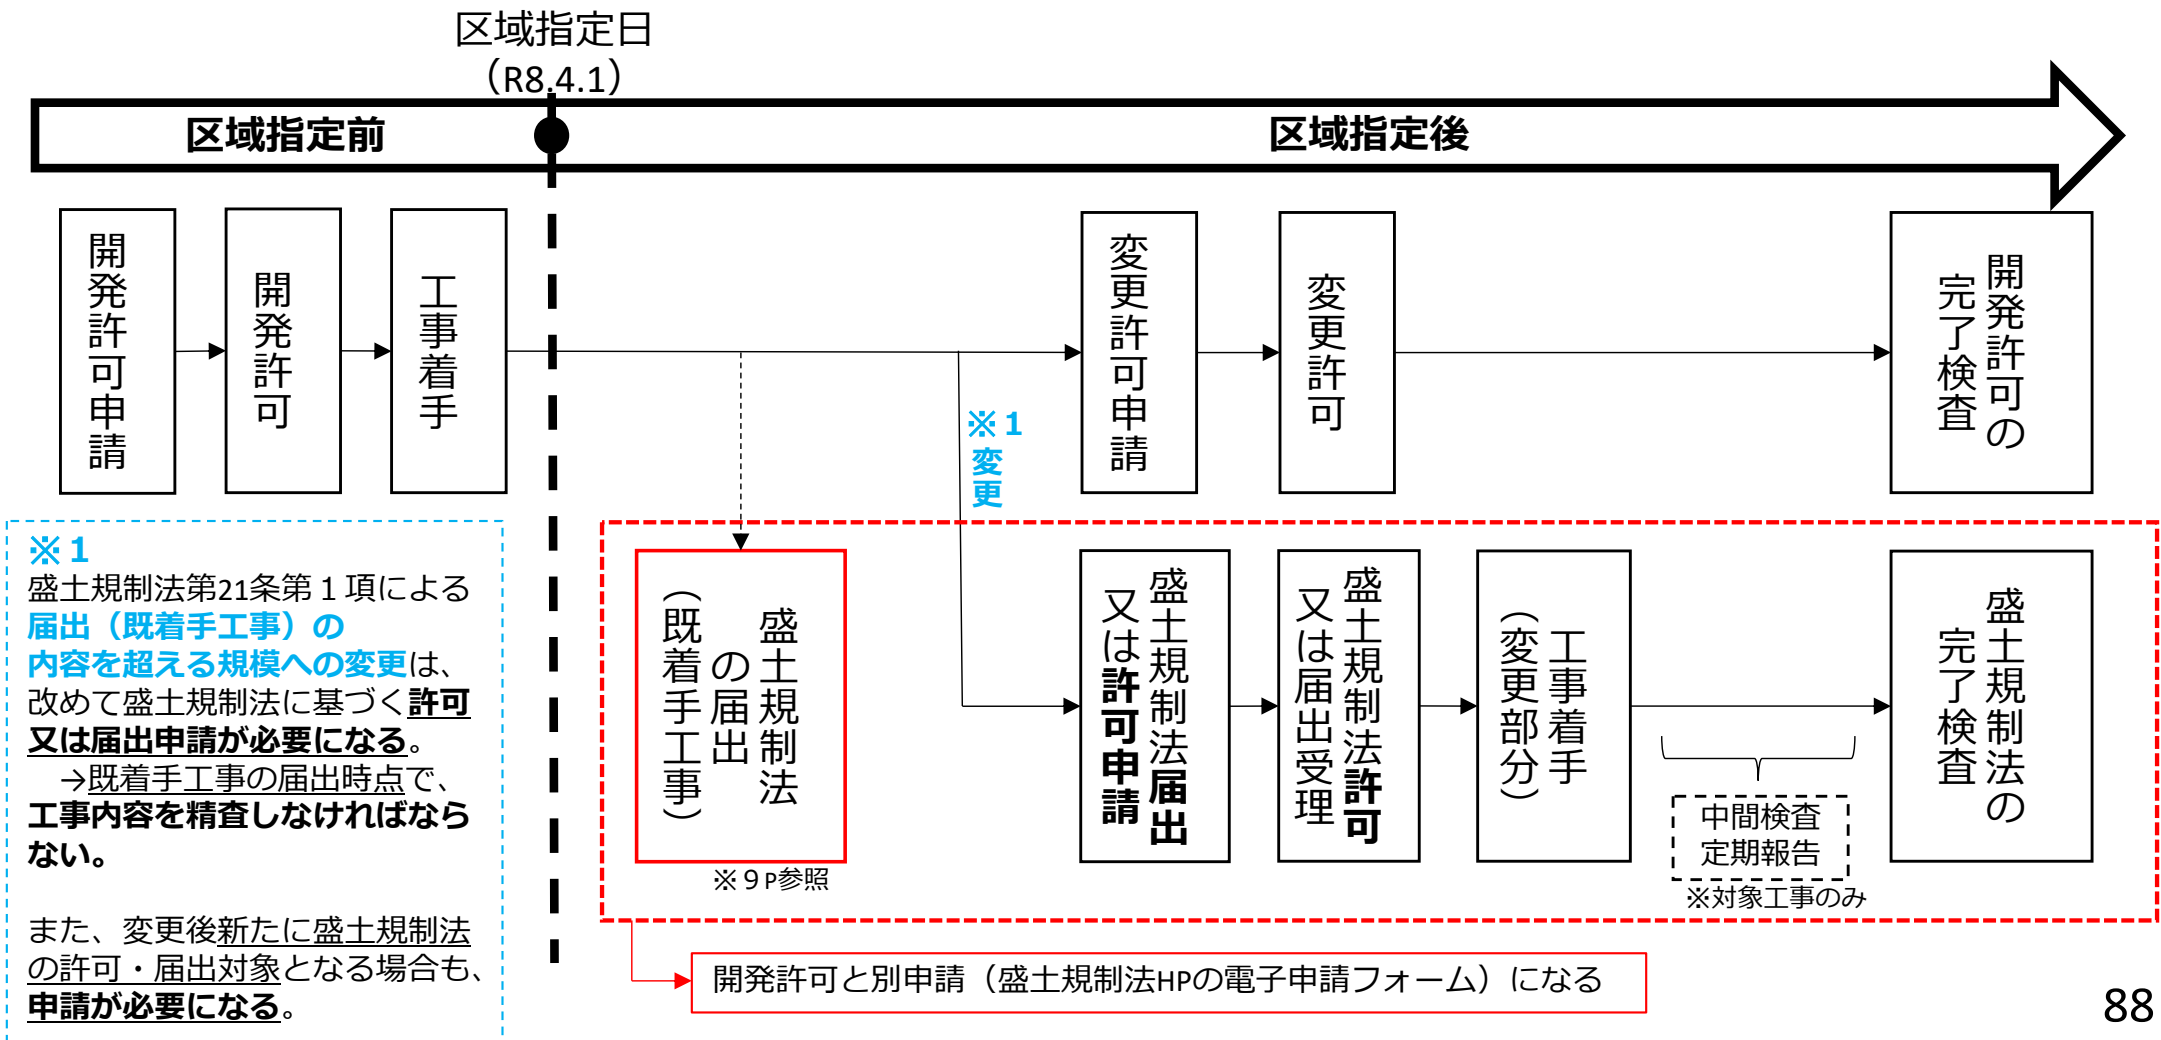 区域指定日
（R8.4.1）
区域指定前
区域指定後
開発許可申請
開発許可
工事着手
変更許可申請
変更許可
開発許可の
完了検査
※１
変更
※１
盛土規制法第21条第１項による
届出（既着手工事）の
内容を超える規模への変更は、
改めて盛土規制法に基づく許可
又は届出申請が必要になる。
→既着手工事の届出時点で、
工事内容を精査しなければなら
ない。
また、変更後新たに盛土規制法
の許可・届出対象となる場合も、
申請が必要になる。
盛土規制法
の届出
（既着手工事）
※９P参照
盛土規制法届出
又は許可申請
盛土規制法許可
又は届出受理
工事着手
（変更部分）
中間検査
定期報告
※対象工事のみ
盛土規制法の
完了検査
開発許可と別申請（盛土規制法HPの電子申請フォーム）になる
88